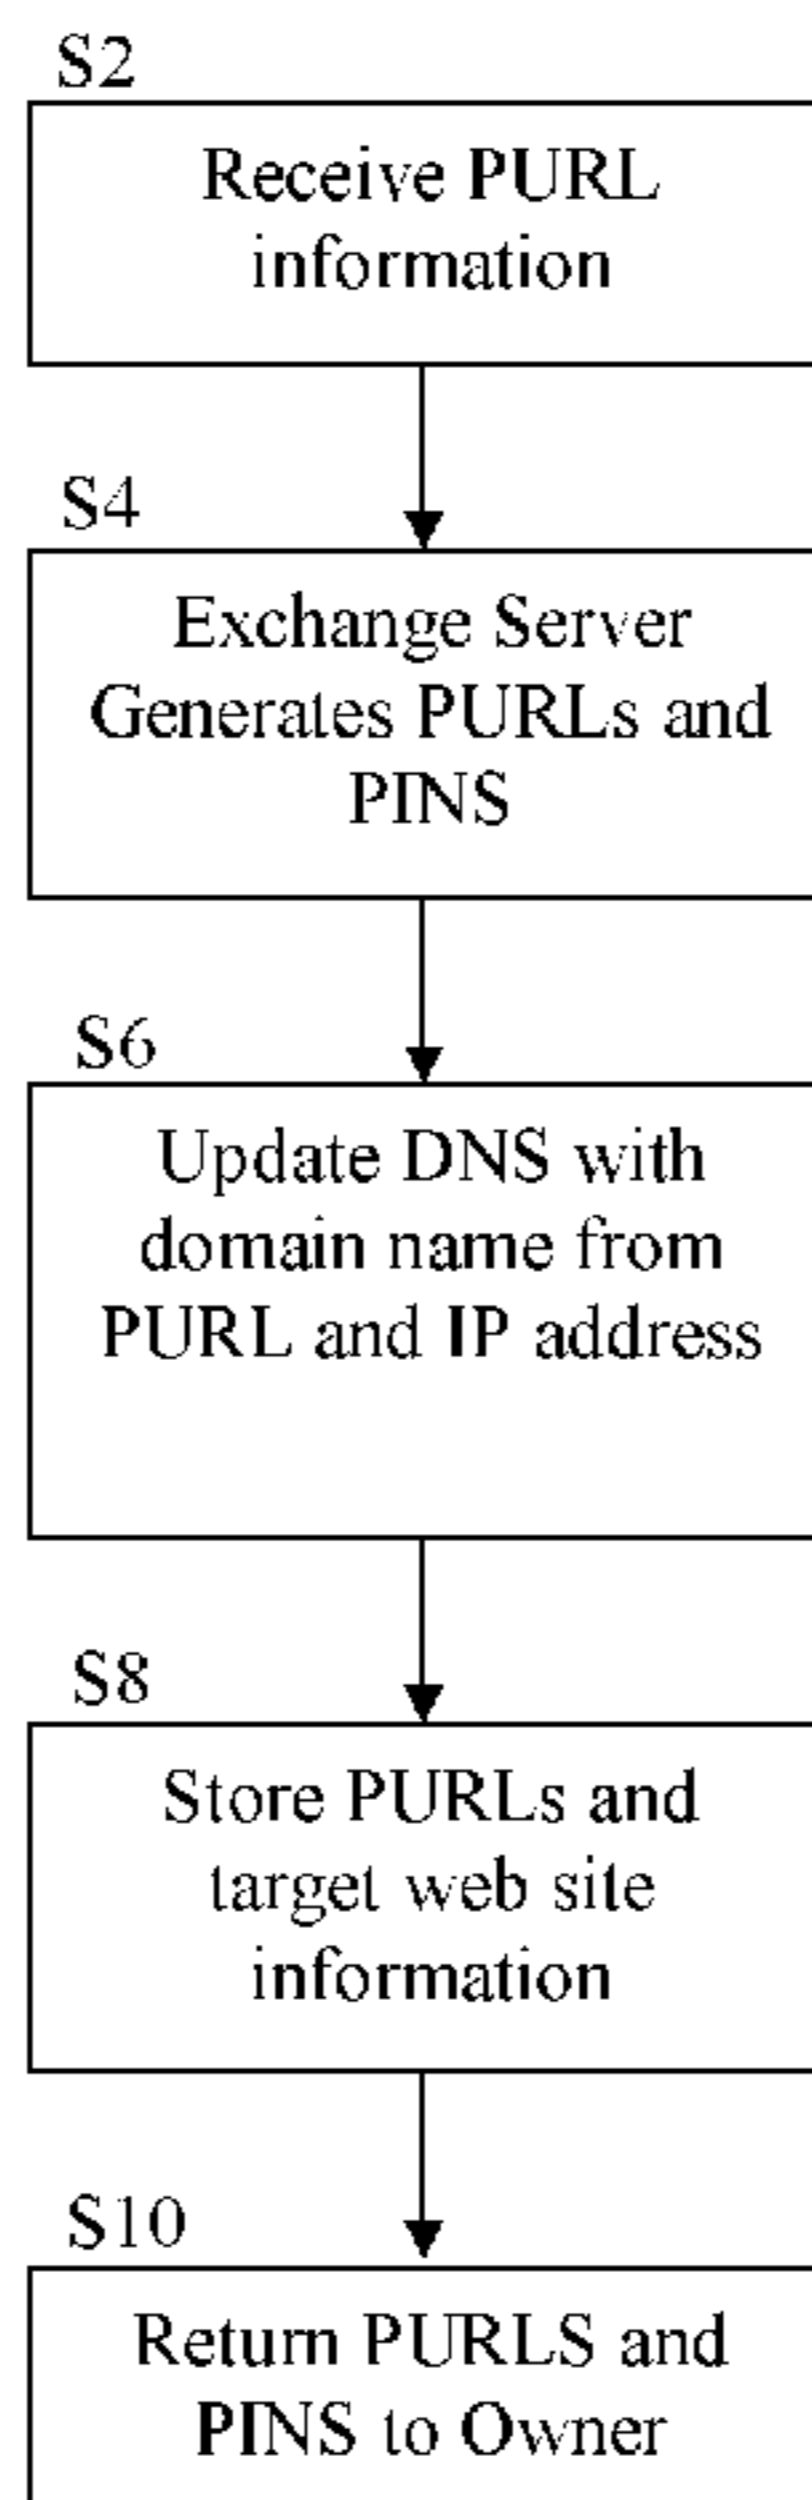 S2
Receive PURL
information
S4
Exchange Server
Generates PURLs and
PINS
S6
Update DNS with
domain name from
PURL and IP address
S8
Store PURLs and
target web site
information
S10
Return PURLS and
PINS to Owner